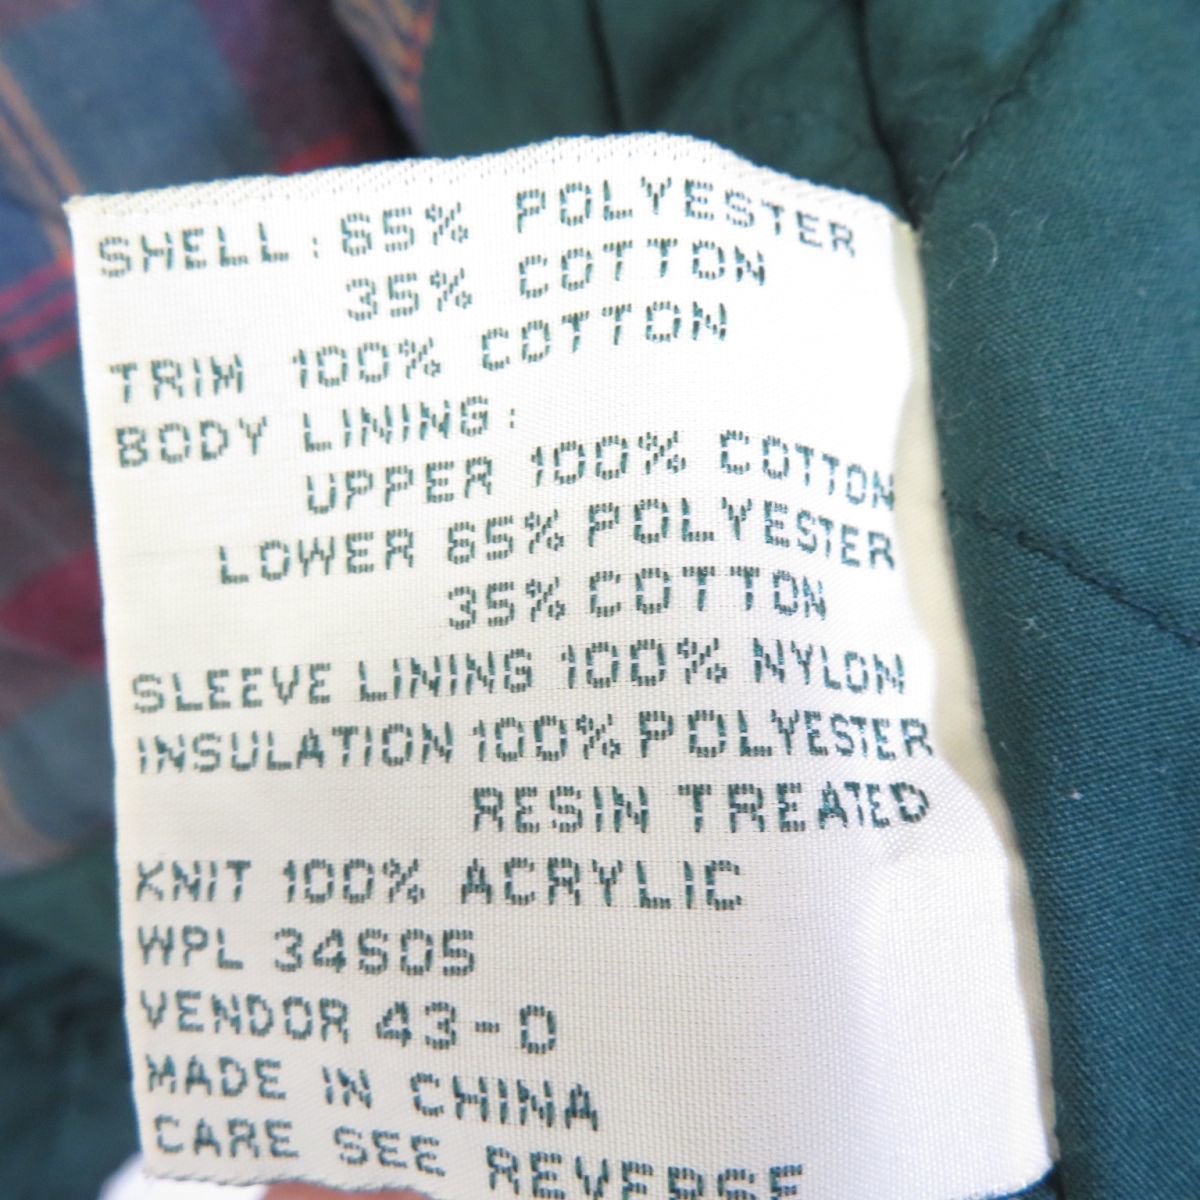 SHELL: 65% POLYESTER
35% COTTON
TRIM 100% COTTON
BODY LINING:
UPPER 100% COTTON
LOWER 65% POLYESTER
35% COTTON
SLEEVE LINING 100% NYLON
INSULATION 100% POLYESTER
RESIN TREATED
KNIT 100% ACRYLIC
WPL 34505
VENDOR 43-D
MADE IN CHINA
CARE SEE REVERSE